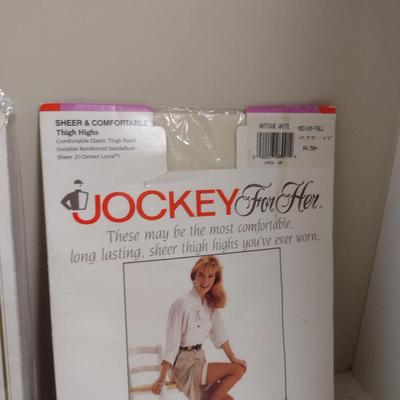 SHEER & COMFORTABLE
Thigh Highs
Comfortable Elastic Thigh Band
Invisible Reinforced Sandalfoot
Sheer 20 Denier Lycra®†
ANTIQUE WHITE
MEDIUM-TALL
$4.50
JOCKEY For Her®
These may be the most comfortable,
long lasting, sheer thigh highs you've ever worn.